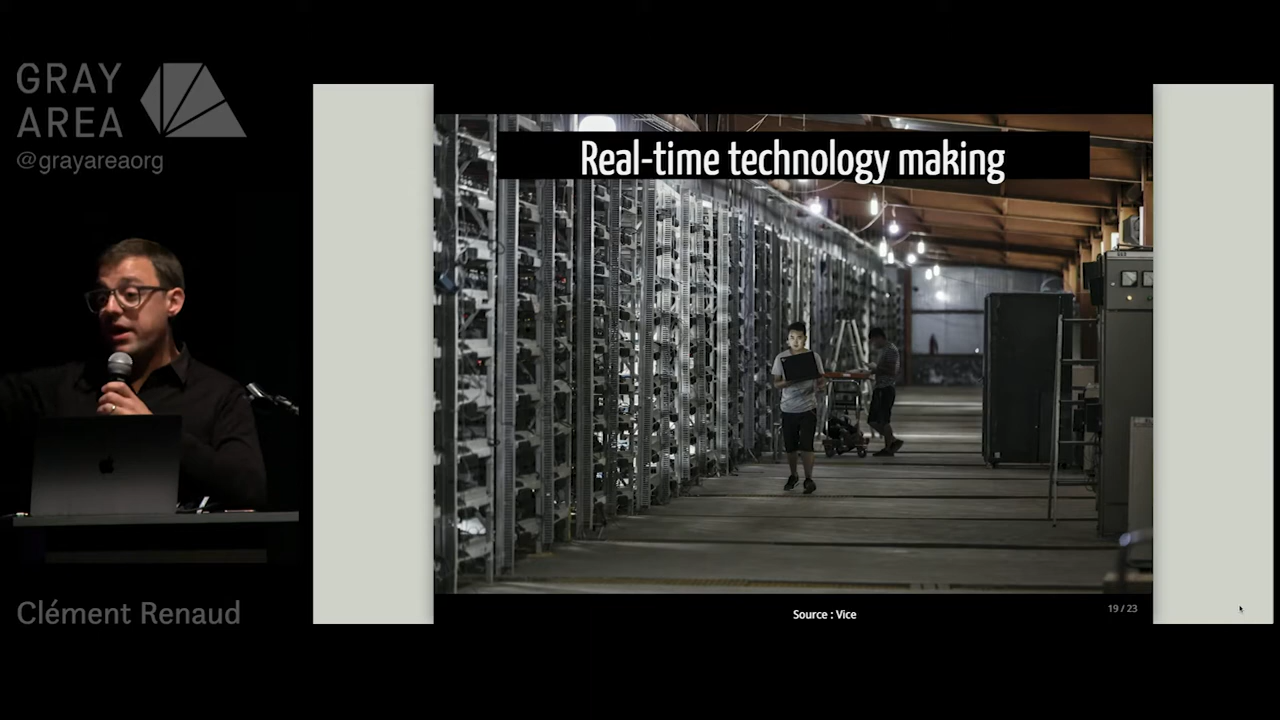 GRAY
AREA
@grayareaorg
Real-time technology making
Clément Renaud
Source : Vice
19 / 23